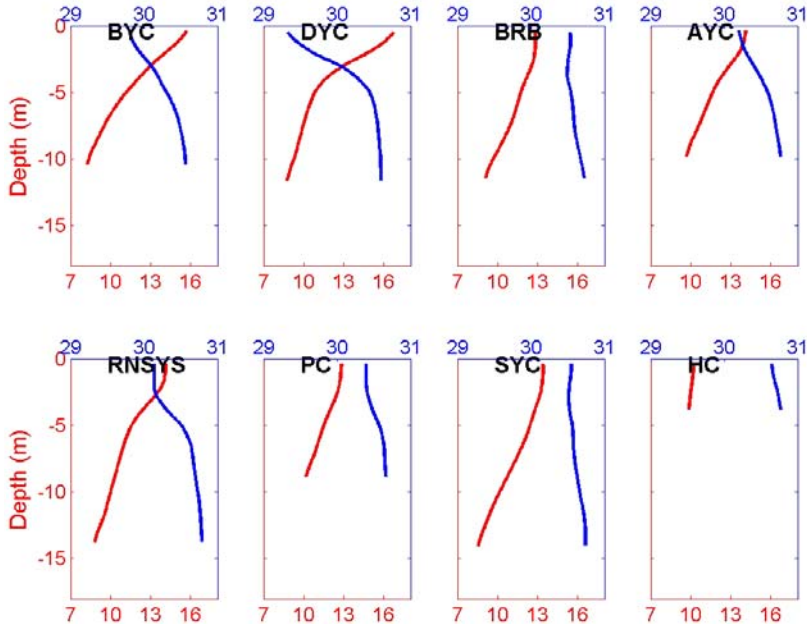 29 30 31 29 30 31 29 30 31 29 30 31
BYC DYC BRB AYC
0
-5
-10
-15
Depth (m)
7 10 13 16 7 10 13 16 7 10 13 16 7 10 13 16
29 30 31 29 30 31 29 30 31 29 30 31
RNSYS PC SYC HC
0
-5
-10
-15
Depth (m)
7 10 13 16 7 10 13 16 7 10 13 16 7 10 13 16